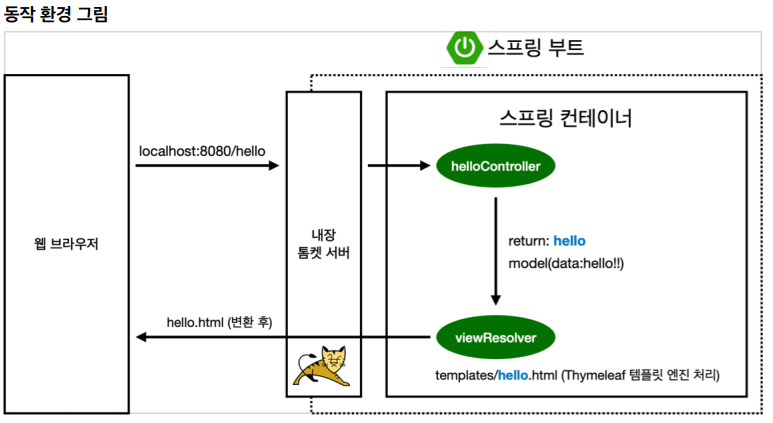 동작 환경 그림
스프링 부트
스프링 컨테이너
localhost:8080/hello
helloController
웹 브라우저
내장
톰켓 서버
return: hello
model(data:hello!!)
hello.html (변환 후)
viewResolver
templates/hello.html (Thymeleaf 템플릿 엔진 처리)